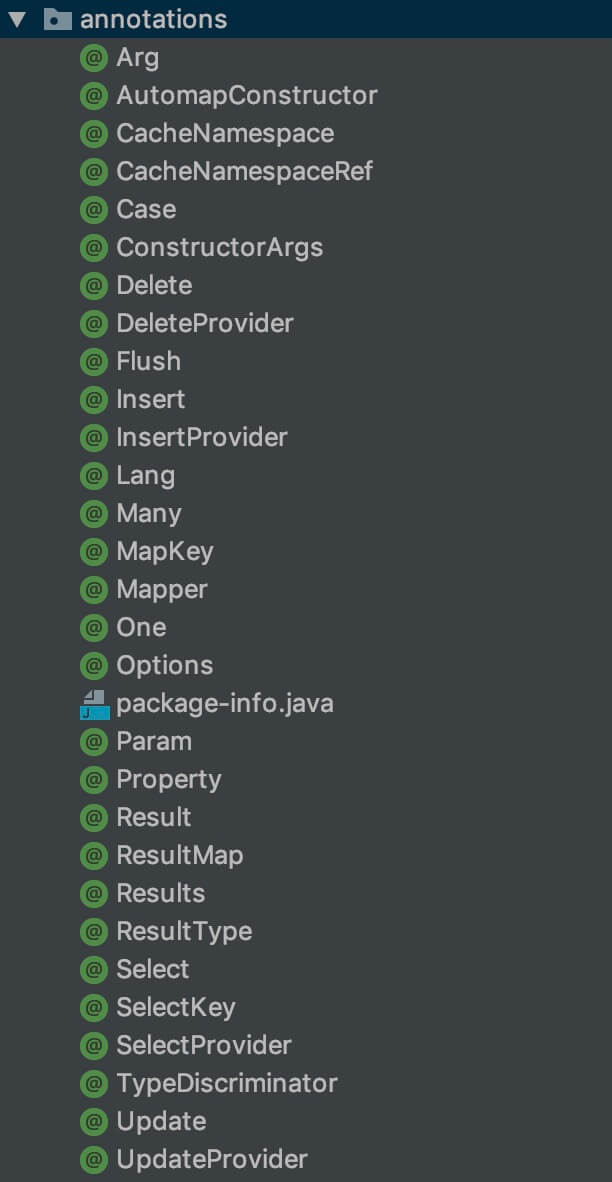 annotations
@ Arg
@ AutomapConstructor
@ CacheNamespace
@ CacheNamespaceRef
@ Case
@ ConstructorArgs
@ Delete
@ DeleteProvider
@ Flush
@ Insert
@ InsertProvider
@ Lang
@ Many
@ MapKey
@ Mapper
@ One
@ Options
package-info.java
@ Param
@ Property
@ Result
@ ResultMap
@ Results
@ ResultType
@ Select
@ SelectKey
@ SelectProvider
@ TypeDiscriminator
@ Update
@ UpdateProvider